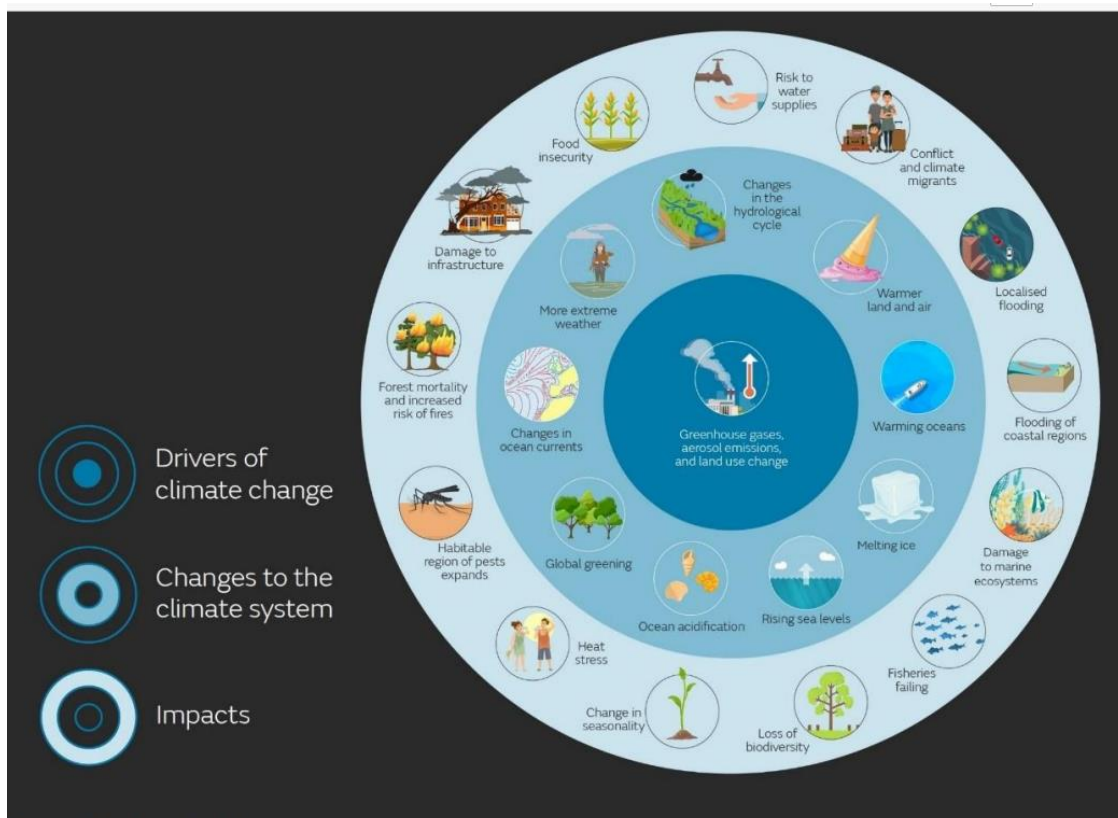 Risk to
water
supplies
Food
insecurity
Conflict
and climate
migrants
Changes
in the
hydrological
cycle
Damage to
infrastructure
Localised
flooding
Warmer
land and air
More extreme
weather
Forest mortality
and increased
risk of fires
Flooding of
coastal regions
Warming oceans
Changes in
ocean currents
Greenhouse gases,
aerosol emissions,
and land use change
Drivers of
climate change
Habitable
region of pests
expands
Global greening
Melting ice
Damage
to marine
ecosystems
Changes to the
climate system
Ocean acidification
Rising sea levels
Heat
stress
Fisheries
failing
Impacts
Change in
seasonality
Loss of
biodiversity